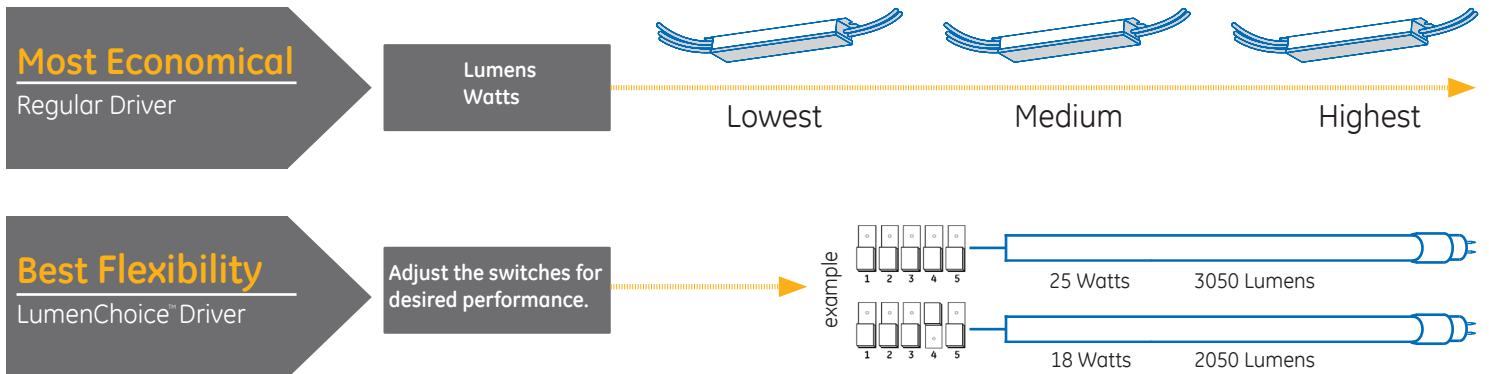 Most Economical
Regular Driver
Lumens
Watts
Lowest
Medium
Highest
Best Flexibility
LumenChoice™ Driver
Adjust the switches for
desired performance.
example
1 2 3 4 5
25 Watts 3050 Lumens
1 2 3 4 5
18 Watts 2050 Lumens